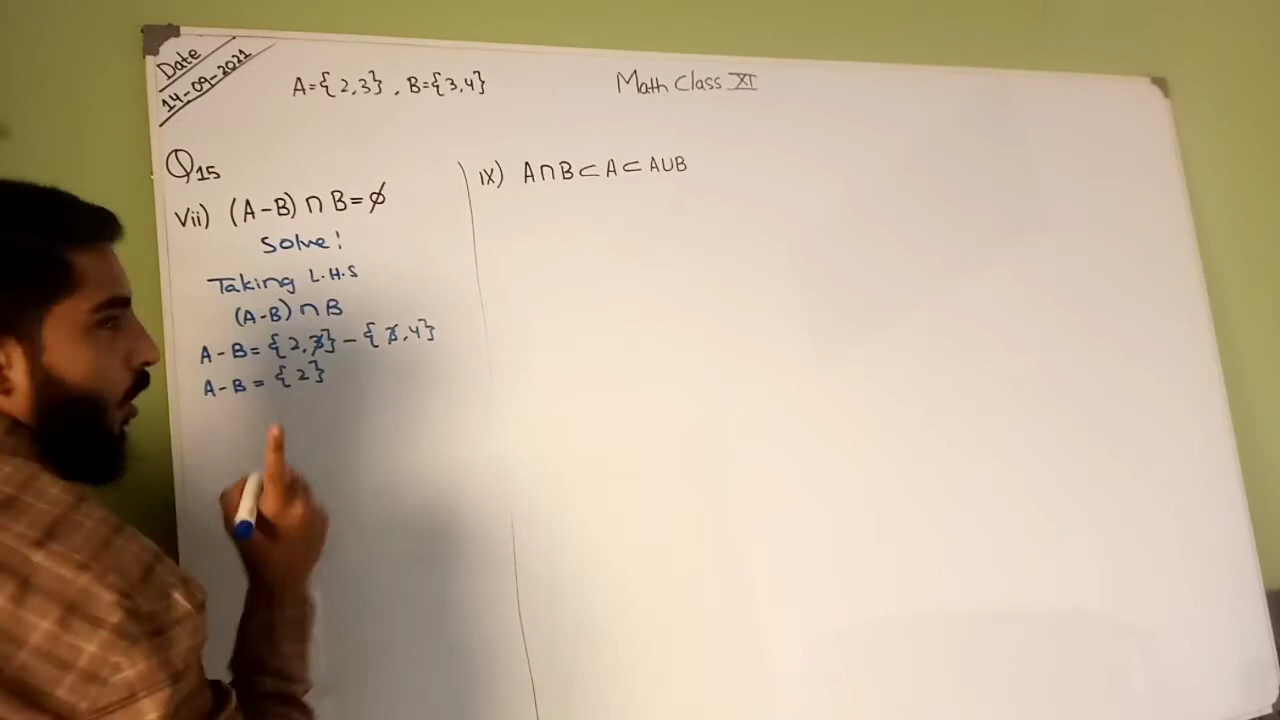 Date
14-09-2021
A={2,3} , B={3,4}
Math Class XI
Q15
Vii) (A-B) ∩ B=∅
Solve!
Taking L.H.S
(A-B) ∩ B
A-B= {2,3} - {3,4}
A-B= {2}
ix) A∩B⊂A⊂A∪B